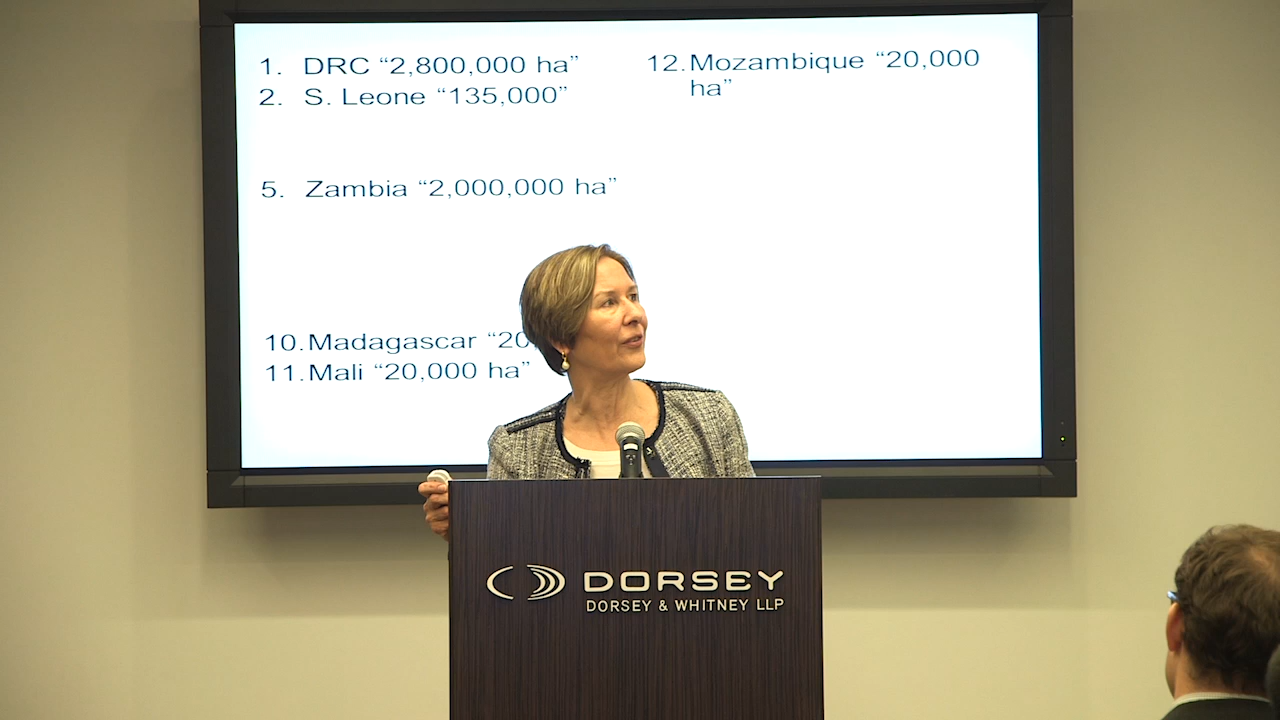 1. DRC “2,800,000 ha”
2. S. Leone “135,000”
5. Zambia “2,000,000 ha”
10. Madagascar “20
11. Mali “20,000 ha”
12. Mozambique “20,000
ha”
DORSEY
DORSEY & WHITNEY LLP